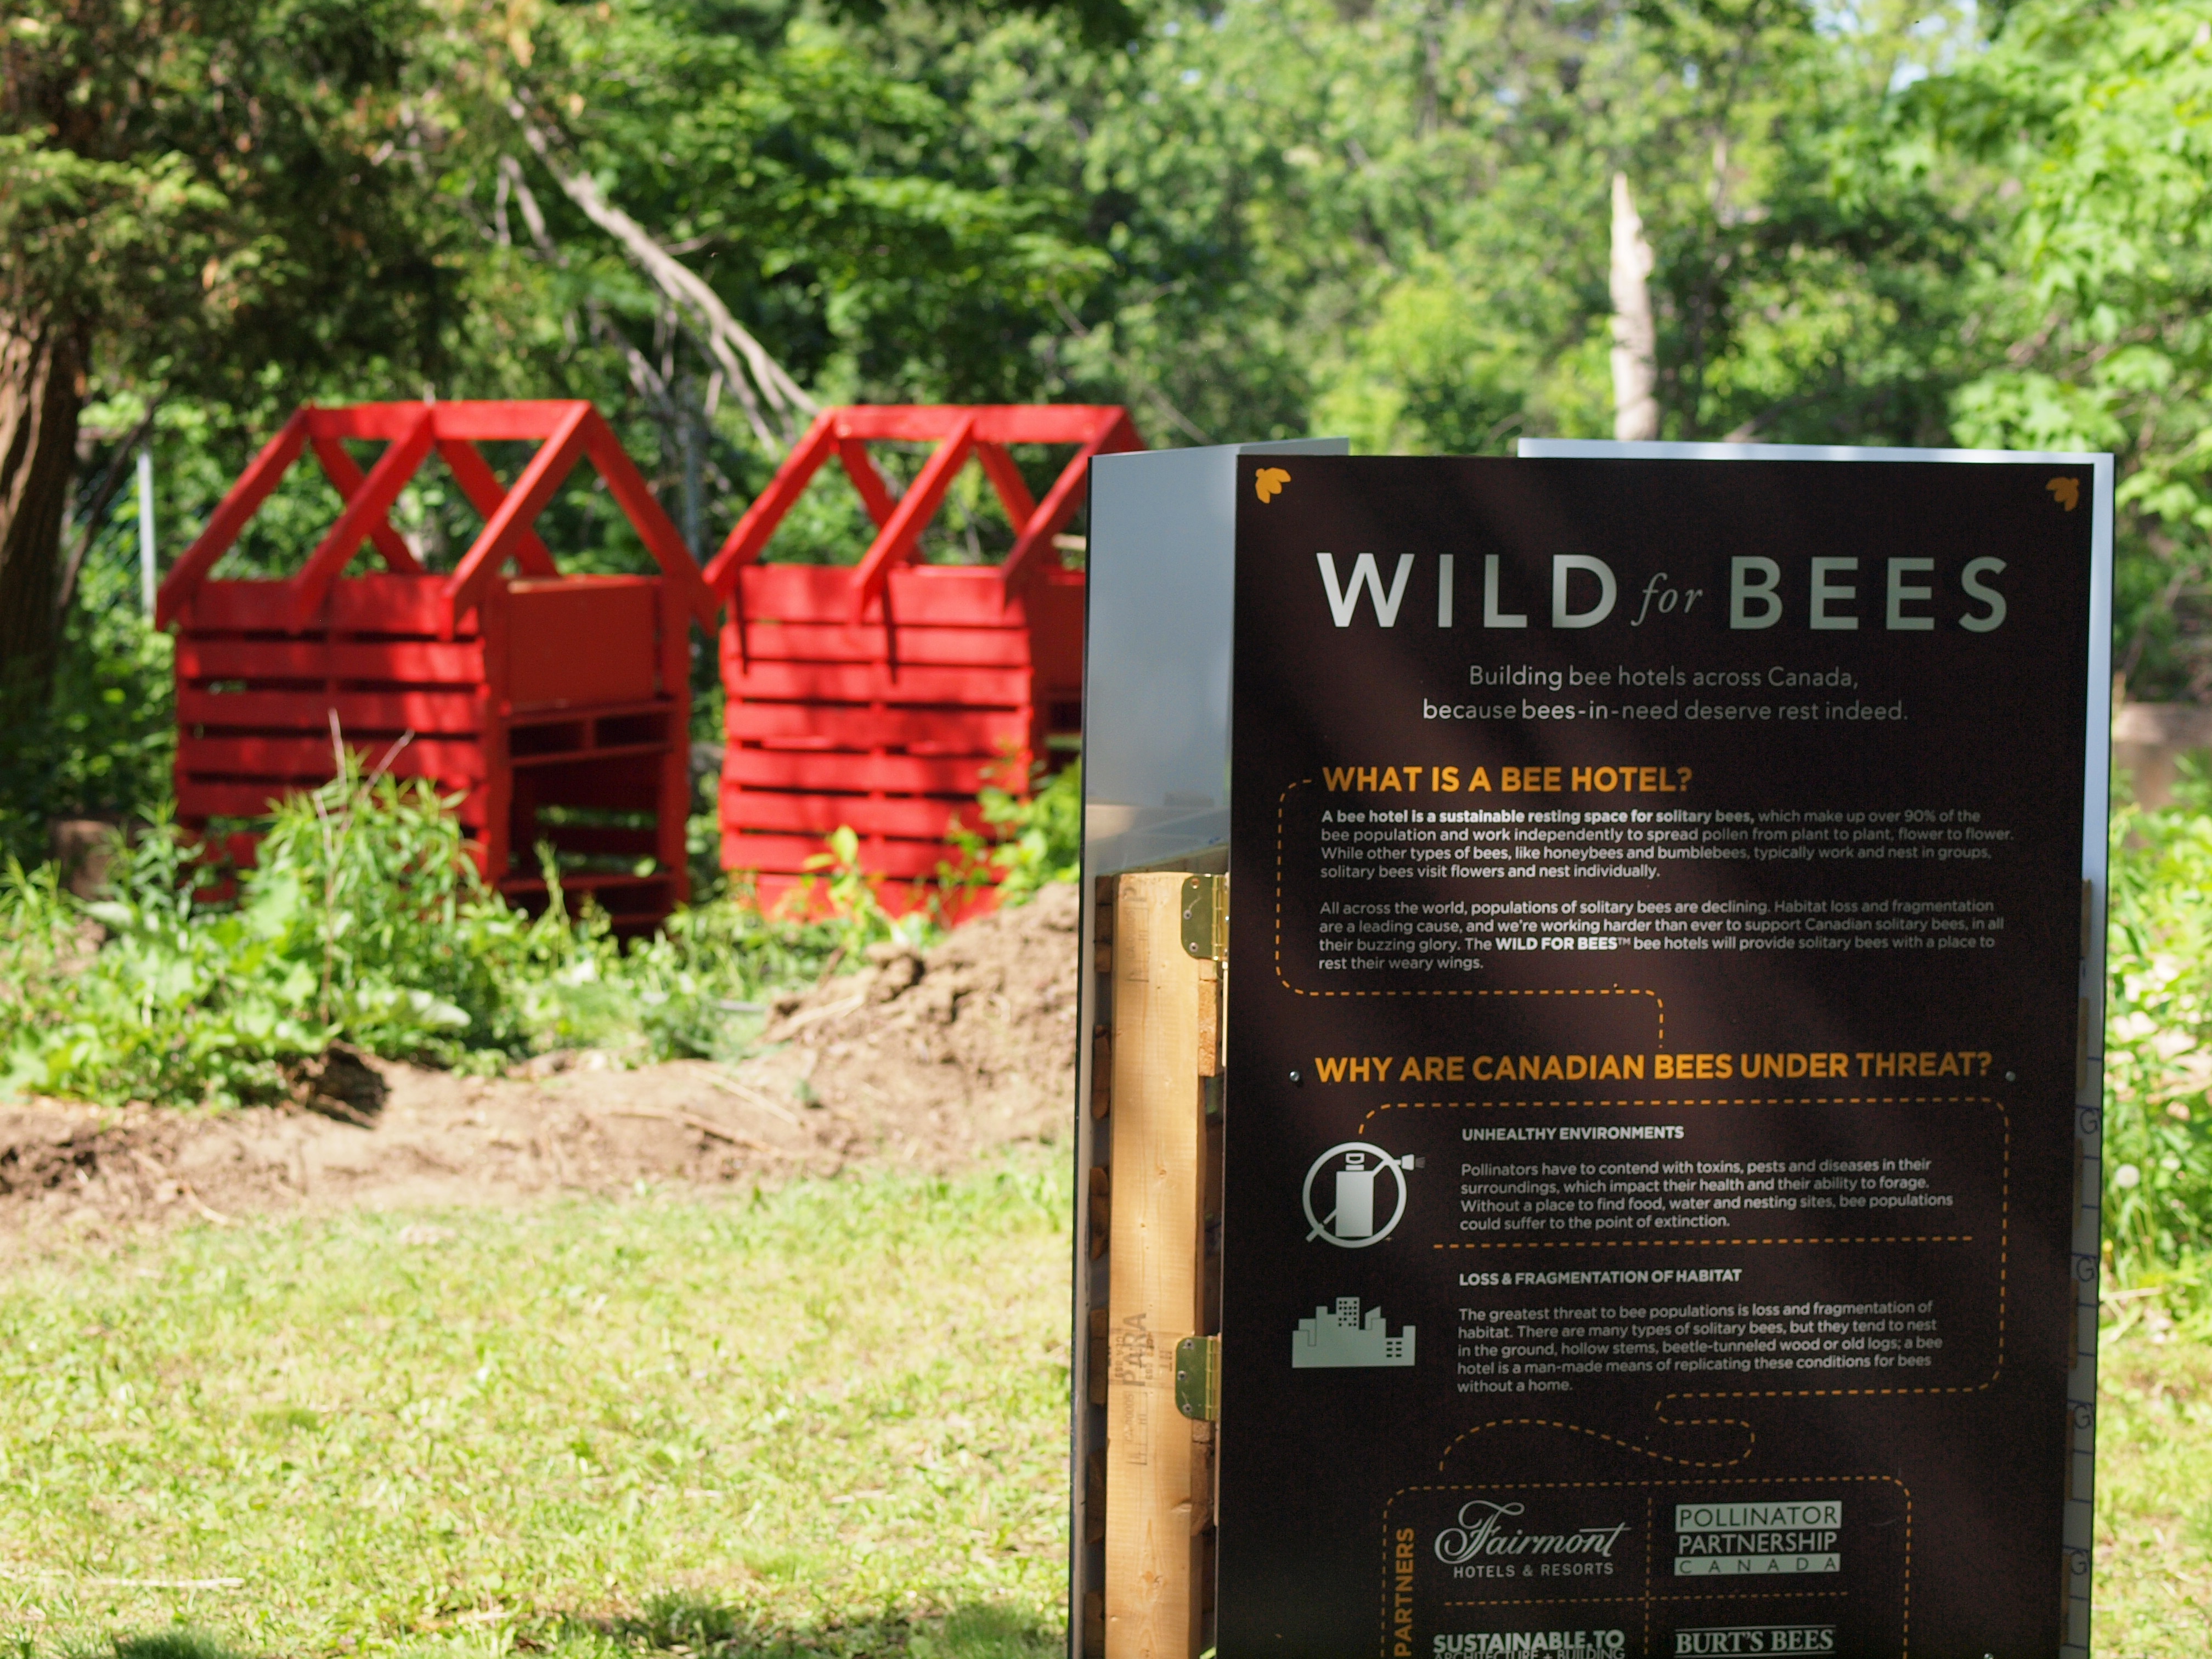 WILD for BEES
Building bee hotels across Canada,
because bees-in-need deserve rest indeed.
WHAT IS A BEE HOTEL?
A bee hotel is a sustainable resting space for solitary bees, which make up over 90% of the
bee population and work independently to spread pollen from plant to plant, flower to flower.
While other types of bees, like honeybees and bumblebees, typically work and nest in groups,
solitary bees visit flowers and nest individually.
All across the world, populations of solitary bees are declining. Habitat loss and fragmentation
are a leading cause, and we're working harder than ever to support Canadian solitary bees, in all
their buzzing glory. The WILD FOR BEES™ bee hotels will provide solitary bees with a place to
rest their weary wings.
WHY ARE CANADIAN BEES UNDER THREAT?
UNHEALTHY ENVIRONMENTS
Pollinators have to contend with toxins, pests and diseases in their
surroundings, which impact their health and their ability to forage.
Without a place to find food, water and nesting sites, bee populations
could suffer to the point of extinction.
LOSS & FRAGMENTATION OF HABITAT
The greatest threat to bee populations is loss and fragmentation of
habitat. There are many types of solitary bees, but they tend to nest
in the ground, hollow stems, beetle-tunneled wood or old logs; a bee
hotel is a man-made means of replicating these conditions for bees
without a home.
PARTNERS
Fairmont
HOTELS & RESORTS
POLLINATOR
PARTNERSHIP
CANADA
SUSTAINABLE.TO
ARCHITECTURE + BUILDING
BURT'S BEES
PARA
G
G
G
G